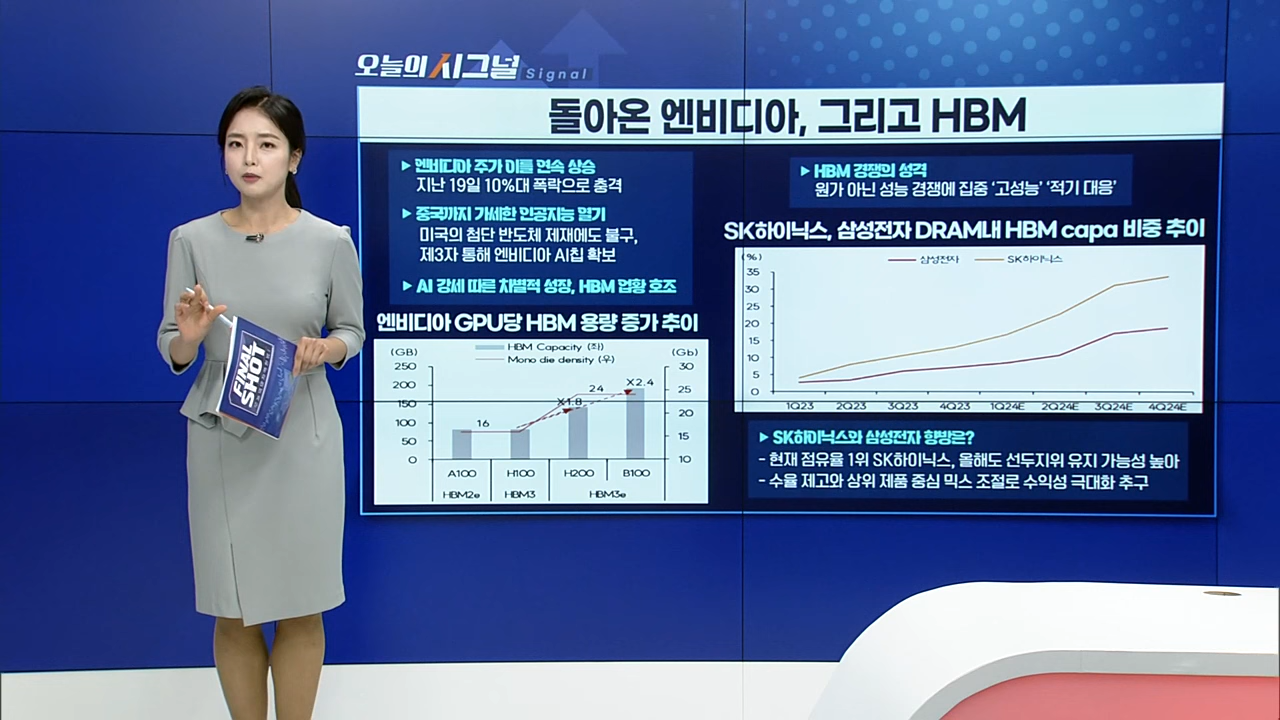 오늘의 시그널 Signal
돌아온 엔비디아, 그리고 HBM
▶ 엔비디아 주가 이틀 연속 상승
지난 19일 10%대 폭락으로 충격
▶ 중국까지 가세한 인공지능 열기
미국의 첨단 반도체 제재에도 불구,
제3자 통해 엔비디아 AI칩 확보
▶ AI 강세 따른 차별적 성장, HBM 업황 호조
엔비디아 GPU당 HBM 용량 증가 추이
HBM Capacity (좌)
Mono die density (우)
(GB)
(Gb)
250
200
150
100
50
0
30
25
20
15
10
16
X1.8
24
X2.4
A100 H100 H200 B100
HBM2e HBM3 HBM3e
▶ HBM 경쟁의 성격
원가 아닌 성능 경쟁에 집중 '고성능' '적기 대응'
SK하이닉스, 삼성전자 DRAM내 HBM capa 비중 추이
(%)
삼성전자 SK하이닉스
35
30
25
20
15
10
5
0
1Q23 2Q23 3Q23 4Q23 1Q24E 2Q24E 3Q24E 4Q24E
▶ SK하이닉스와 삼성전자 향방은?
- 현재 점유율 1위 SK하이닉스, 올해도 선두지위 유지 가능성 높아
- 수율 제고와 상위 제품 중심 믹스 조절로 수익성 극대화 추구
FINAL
SHOT